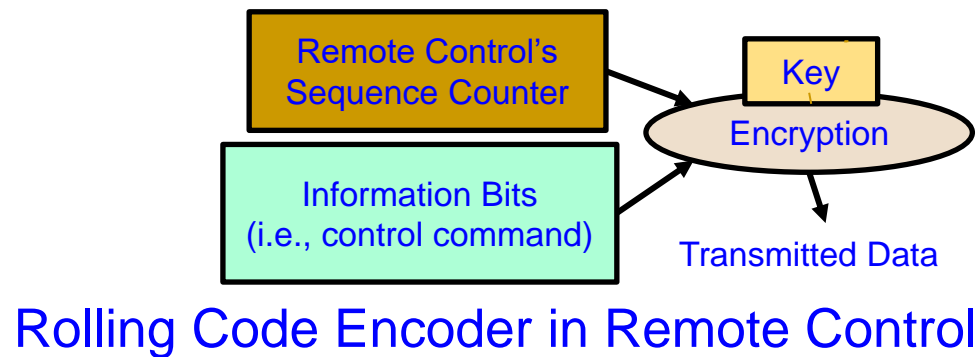 Remote Control's
Sequence Counter
Key
Encryption
Information Bits
(i.e., control command)
Transmitted Data
Rolling Code Encoder in Remote Control